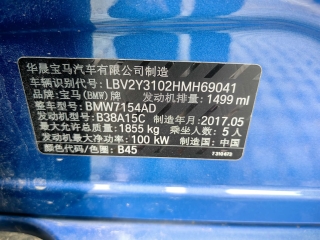 华晨宝马汽车有限公司制造
车辆识别代号: LBV2Y3102HMH69041
品牌: 宝马(BMW)牌 发动机排量: 1499 ml
整车型号: BMW7154AD
发动机型号: B38A15C 制造年月: 2017.05
最大允许总质量: 1855 kg 乘坐人数: 5 人
发动机最大净功率: 100 kW 制造国: 中国
颜色代码: B45